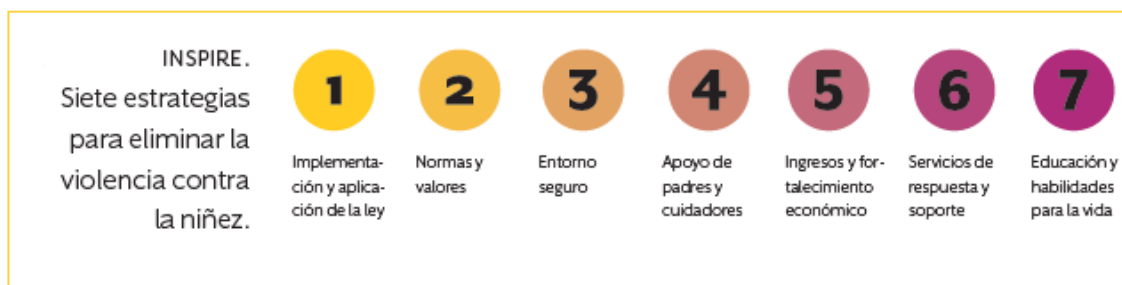 INSPIRE.
Siete estrategias
para eliminar la
violencia contra
la niñez.
1
Implementa-
ción y aplica-
ción de la ley
2
Normas y
valores
3
Entorno
seguro
4
Apoyo de
padres y
cuidadores
5
Ingresos y for-
talecimiento
económico
6
Servicios de
respuesta y
soporte
7
Educación y
habilidades
para la vida